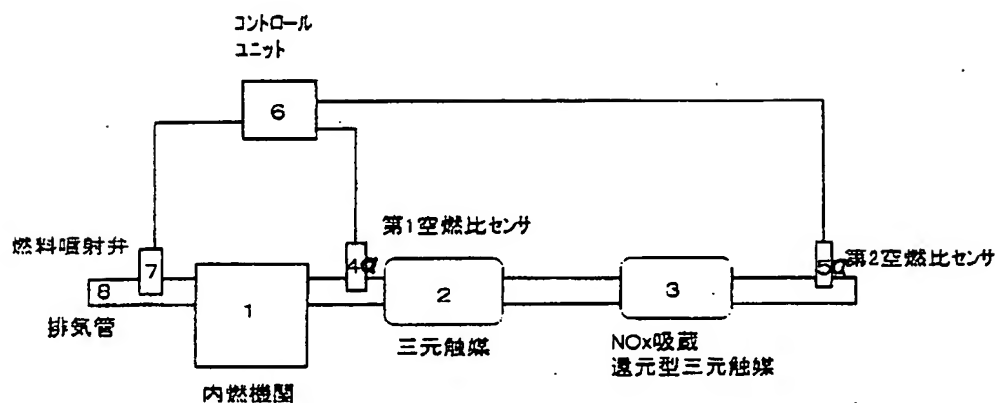 コントロール
ユニット
6
第1空燃比センサ
燃料噴射弁
7
4a
5a
第2空燃比センサ
8
1
2
3
排気管
三元触媒
NOx吸蔵
還元型三元触媒
内燃機関